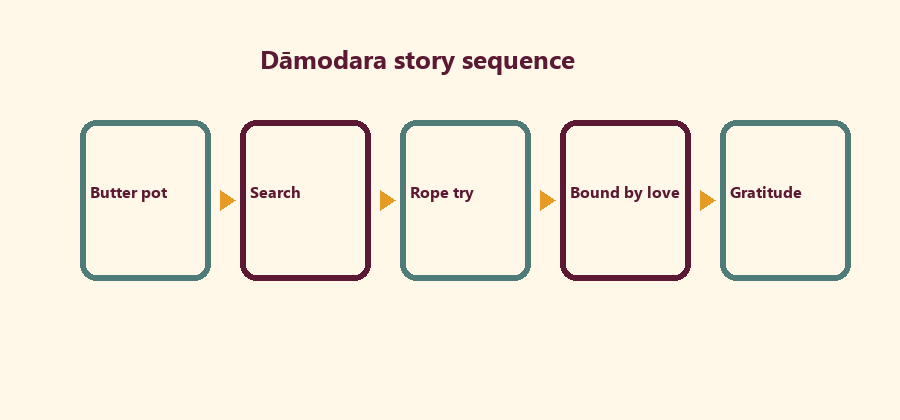 Dāmodara story sequence
Butter pot
Search
Rope try
Bound by love
Gratitude